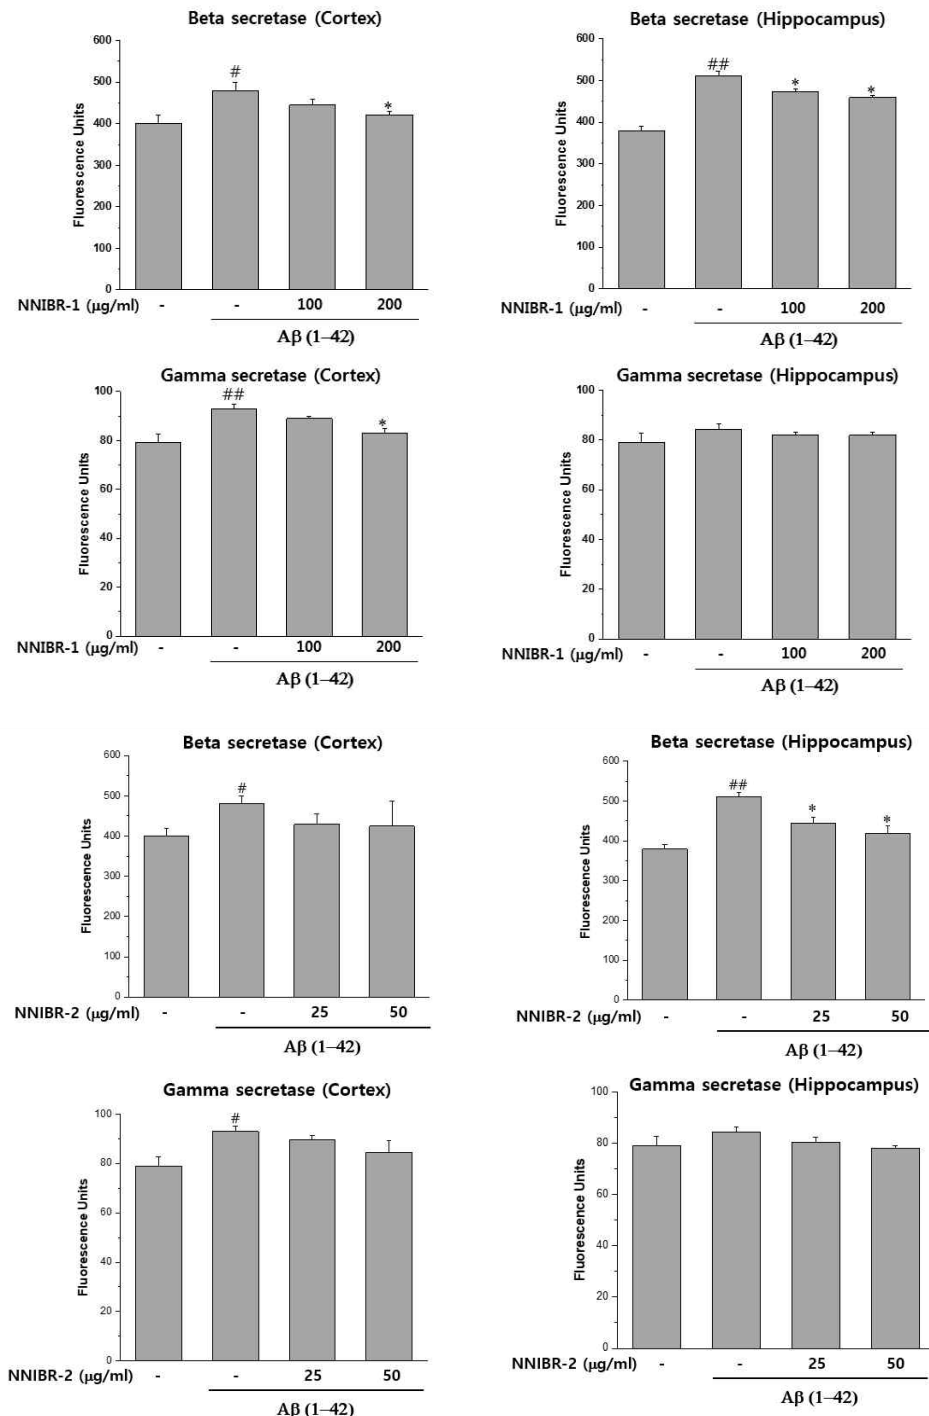 Beta secretase (Cortex)
600
500
400
300
200
100
0
Fluorescence Units
#
*
NNIBR-1 (μg/ml) - - 100 200
Aβ (1–42)
Beta secretase (Hippocampus)
600
500
400
300
200
100
0
Fluorescence Units
##
*
*
NNIBR-1 (μg/ml) - - 100 200
Aβ (1–42)
Gamma secretase (Cortex)
100
80
60
40
20
0
Fluorescence Units
##
*
NNIBR-1 (μg/ml) - - 100 200
Aβ (1–42)
Gamma secretase (Hippocampus)
100
80
60
40
20
0
Fluorescence Units
NNIBR-1 (μg/ml) - - 100 200
Aβ (1–42)
Beta secretase (Cortex)
600
500
400
300
200
100
0
Fluorescence Units
#
NNIBR-2 (μg/ml) - - 25 50
Aβ (1–42)
Beta secretase (Hippocampus)
600
500
400
300
200
100
0
Fluorescence Units
##
*
*
NNIBR-2 (μg/ml) - - 25 50
Aβ (1–42)
Gamma secretase (Cortex)
100
80
60
40
20
0
Fluorescence Units
#
NNIBR-2 (μg/ml) - - 25 50
Aβ (1–42)
Gamma secretase (Hippocampus)
100
80
60
40
20
0
Fluorescence Units
NNIBR-2 (μg/ml) - - 25 50
Aβ (1–42)